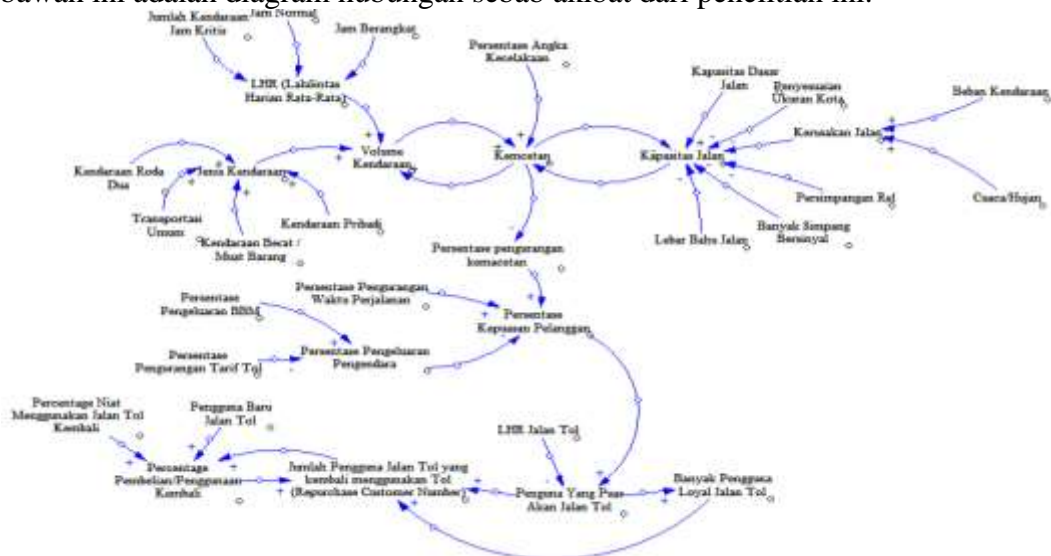 bawah ini adalah diagram hubungan sebab akibat dari penelitian ini:
Jumlah Kendaraan
Jam Kritis
Jam Normal
Jam Berangkat
LHR (Lalulintas
Harian Rata-Rata)
Persentase Angka
Kecelakaan
Kapasitas Dasar
Jalan
Penyesuaian
Ukuran Kota
Beban Kendaraan
Kerusakan Jalan
Volume
Kendaraan
Kemcetan
Kapasitas Jalan
Kendaraan Roda
Dua
Jenis Kendaraan
Transportasi
Umum
Kendaraan Berat /
Muat Barang
Kendaraan Pribadi
Lebar Bahu Jalan
Banyak Simpang
Bersinyal
Persimpangan Rel
Cuaca/Hujan
Persentase pengurangan
kemacetan
Persentase Pengurangan
Waktu Perjalanan
Persentase
Pengeluaran BBM
Persentase
Kepuasan Pelanggan
Persentase
Pengurangan Tarif Tol
Persentase Pengeluaran
Pengendara
Percentage Niat
Menggunakan Jalan Tol
Kembali
Pengguna Baru
Jalan Tol
LHR Jalan Tol
Percentage
Pembelian/Penggunaan
Kembali
Jumlah Pengguna Jalan Tol yang
kembali menggunakan Tol
(Repurchase Customer Number)
Penguna Yang Puas
Akan Jalan Tol
Banyak Pengguna
Loyal Jalan Tol